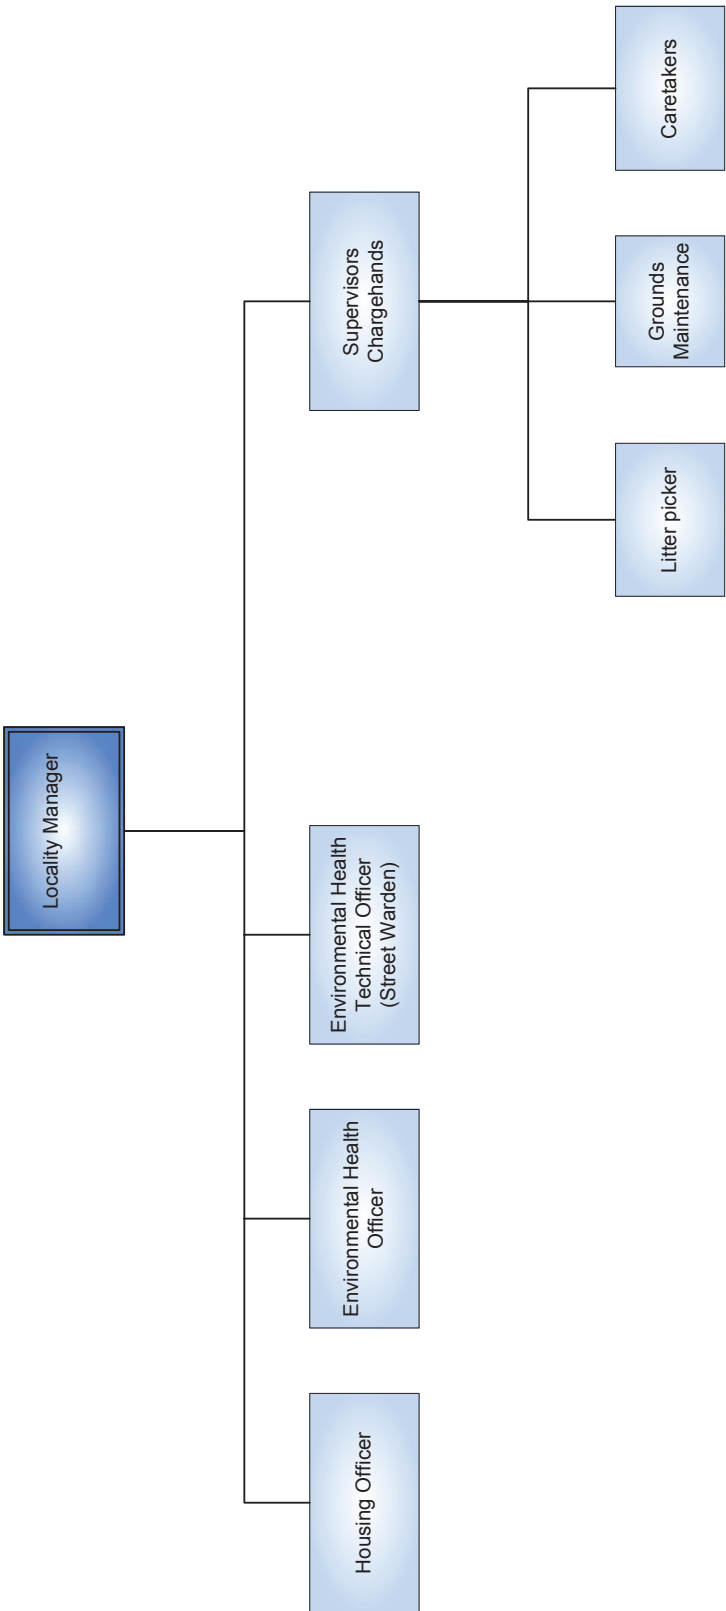 Locality Manager
Housing Officer
Environmental Health
Officer
Environmental Health
Technical Officer
(Street Warden)
Supervisors
Chargehands
Litter picker
Grounds
Maintenance
Caretakers